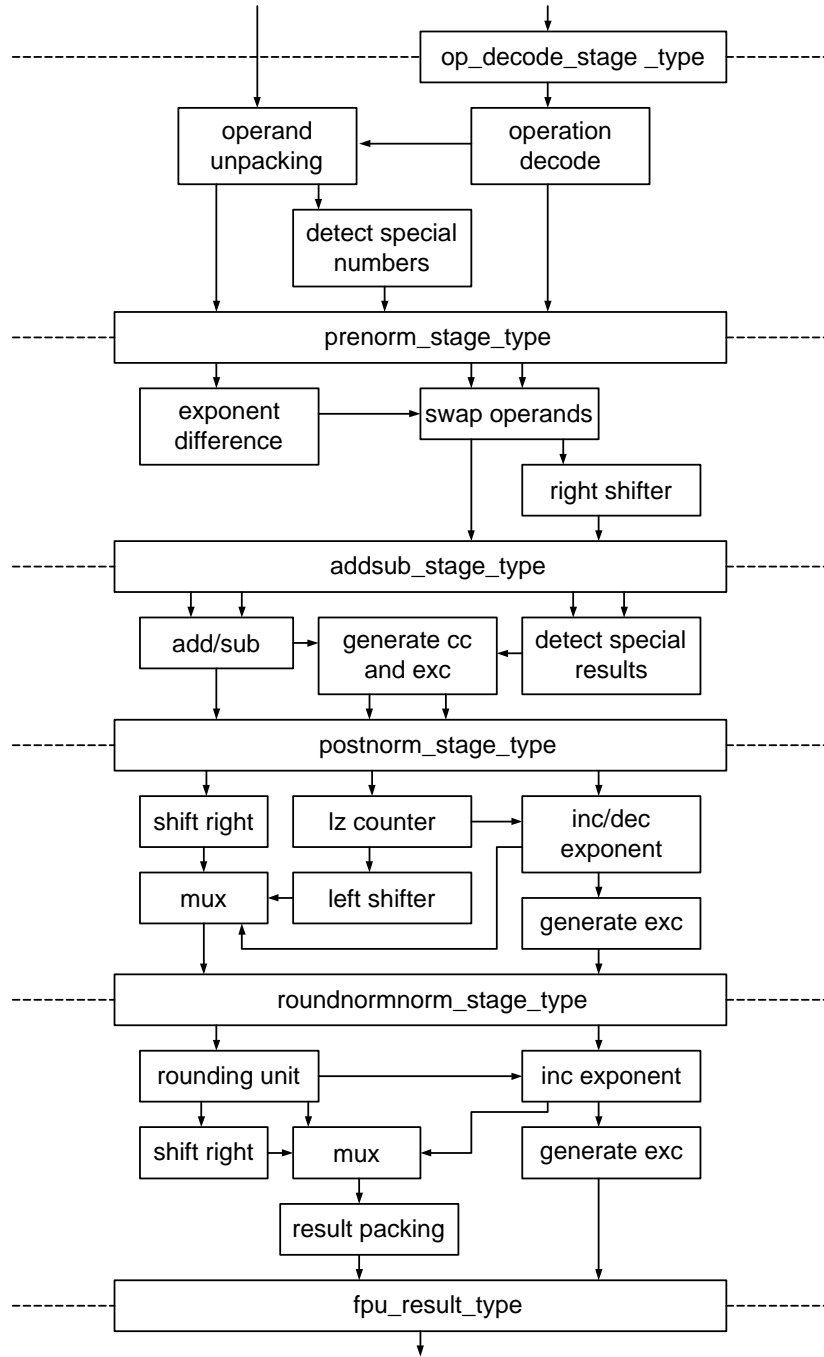 op_decode_stage _type
operand
unpacking
operation
decode
detect special
numbers
prenorm_stage_type
exponent
difference
swap operands
right shifter
addsub_stage_type
add/sub
generate cc
and exc
detect special
results
postnorm_stage_type
shift right
lz counter
inc/dec
exponent
mux
left shifter
generate exc
roundnormnorm_stage_type
rounding unit
inc exponent
shift right
mux
generate exc
result packing
fpu_result_type